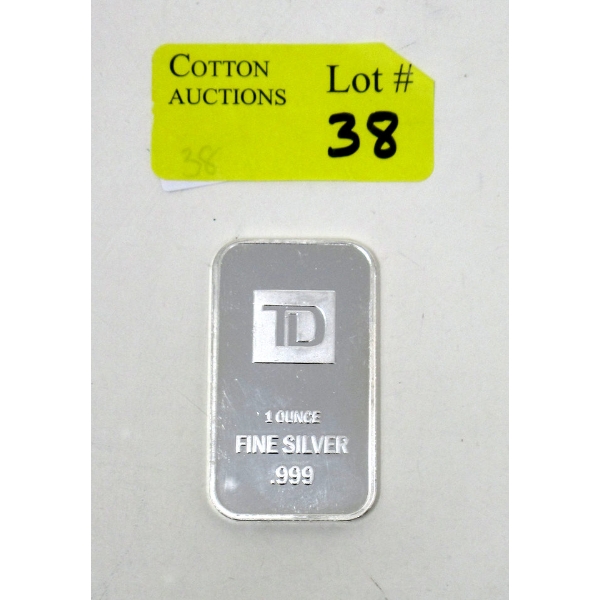 COTTON
AUCTIONS
Lot #
38
38
TD
1 OUNCE
FINE SILVER
.999